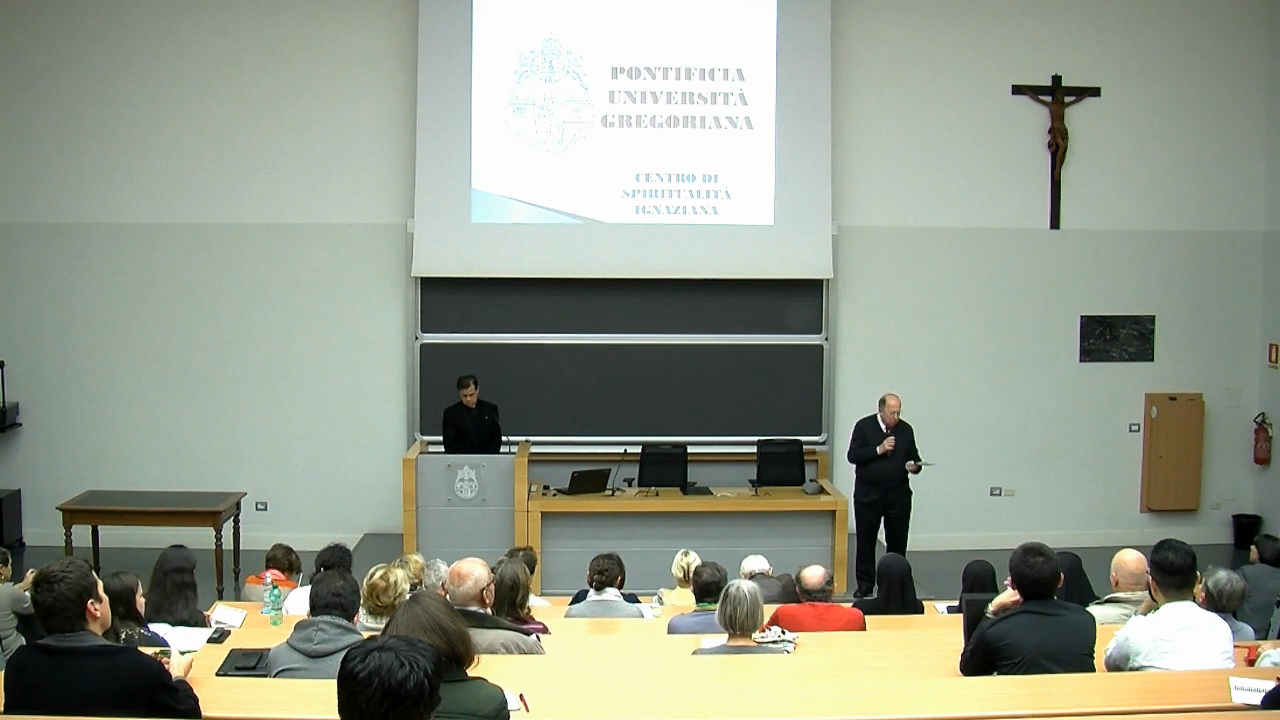 PONTIFICIA
UNIVERSITÀ
GREGORIANA
CENTRO DI
SPIRITUALITÀ
IGNAZIANA